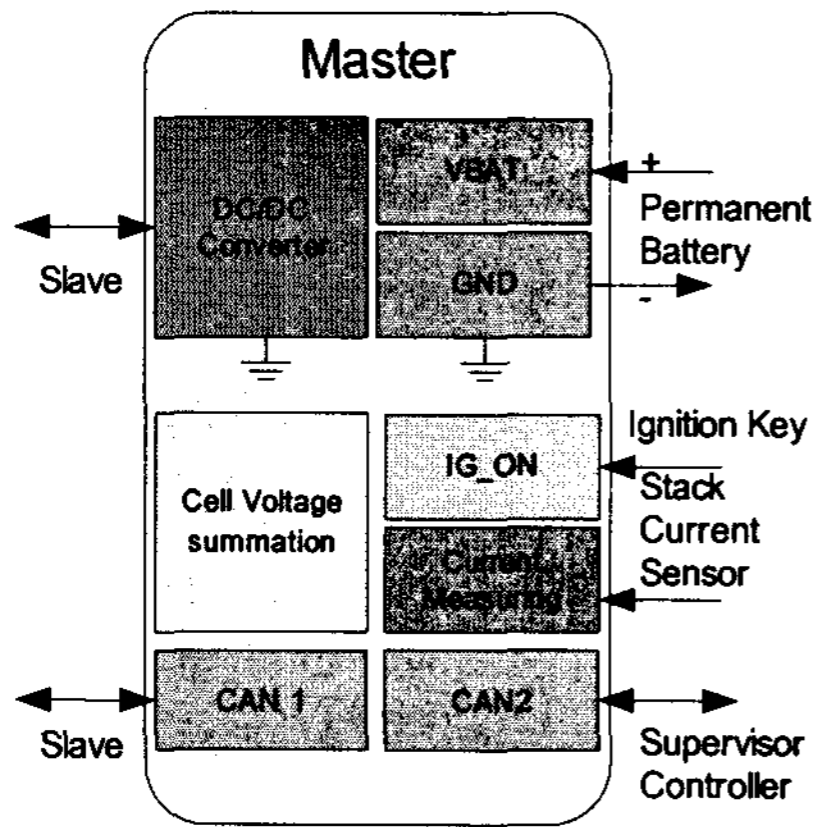 Master
DC/DC
Converter
VBAT
GND
+
Permanent
Battery
-
Slave
Cell Voltage
summation
IG_ON
Current
Measuring
Ignition Key
Stack
Current
Sensor
CAN 1
CAN2
Slave
Supervisor
Controller